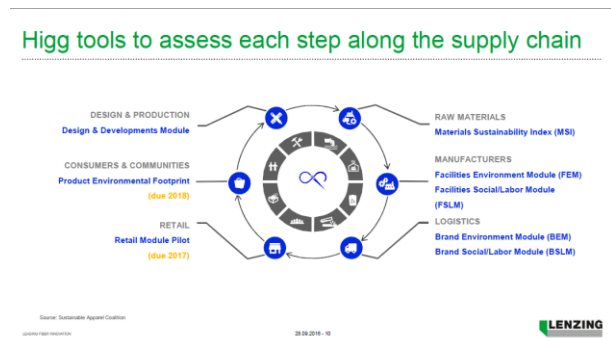 Higg tools to assess each step along the supply chain
DESIGN & PRODUCTION
Design & Developments Module
CONSUMERS & COMMUNITIES
Product Environmental Footprint
(due 2018)
RETAIL
Retail Module Pilot
(due 2017)
RAW MATERIALS
Materials Sustainability Index (MSI)
MANUFACTURERS
Facilities Environment Module (FEM)
Facilities Social/Labor Module
(FSLM)
LOGISTICS
Brand Environment Module (BEM)
Brand Social/Labor Module (BSLM)
Source: Sustainable Apparel Coalition
LEADING FIBER INNOVATION
28.09.2016 - 10
LENZING